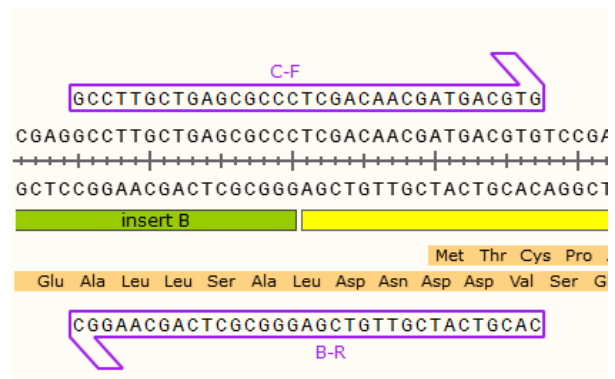 C-F
GCCTTGCTGAGCGCCCTCGACAACGATGACGTG
CGAGGCCTTGCTGAGCGCCCTCGACAACGATGACGTGTCCGA
GCTCCGGAACGACTCGCGGGAGCTGTTGCTACTGCACAGGCT
insert B
Met Thr Cys Pro
Glu Ala Leu Leu Ser Ala Leu Asp Asn Asp Asp Val Ser G
CGGAACGACTCGCGGGAGCTGTTGCTACTGCAC
B-R